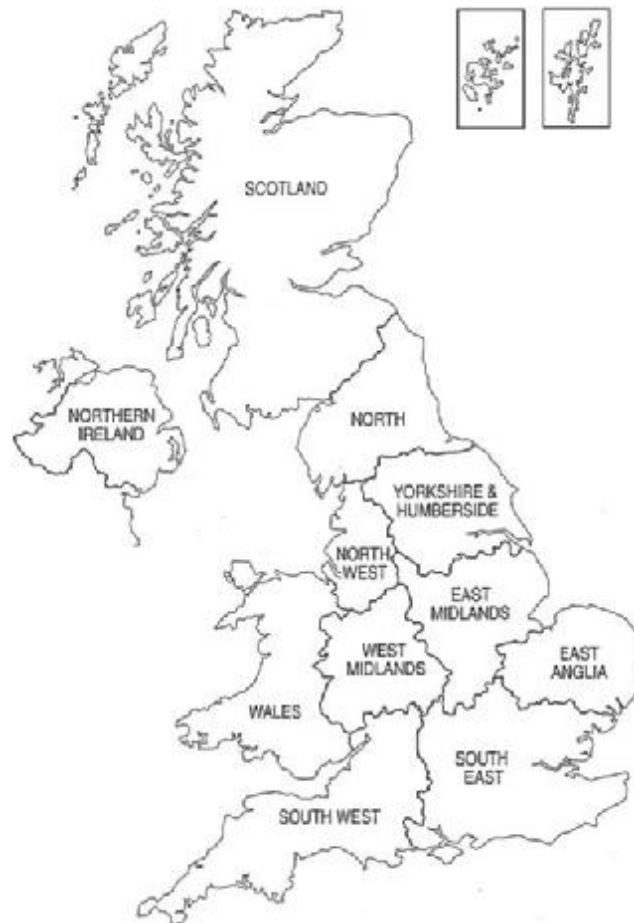 SCOTLAND
NORTHERN
IRELAND
NORTH
YORKSHIRE &
HUMBERSIDE
NORTH
WEST
EAST
MIDLANDS
WEST
MIDLANDS
EAST
ANGLIA
WALES
SOUTH
EAST
SOUTH WEST